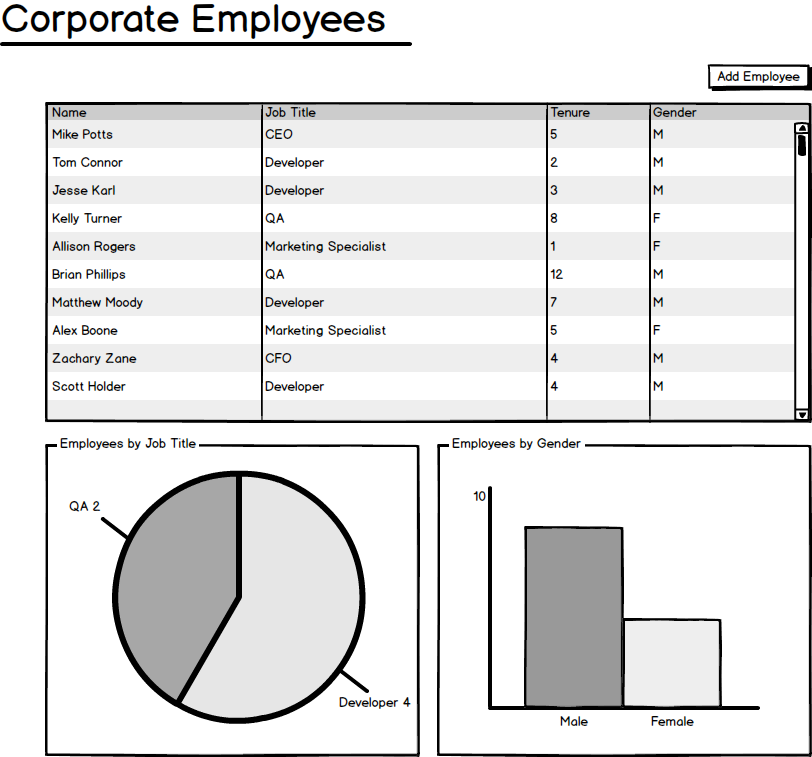 Corporate Employees
Add Employee
Name Job Title Tenure Gender
Mike Potts CEO 5 M
Tom Connor Developer 2 M
Jesse Karl Developer 3 M
Kelly Turner QA 8 F
Allison Rogers Marketing Specialist 1 F
Brian Phillips QA 12 M
Matthew Moody Developer 7 M
Alex Boone Marketing Specialist 5 F
Zachary Zane CFO 4 M
Scott Holder Developer 4 M
Employees by Job Title
QA 2
Developer 4
Employees by Gender
10
Male Female